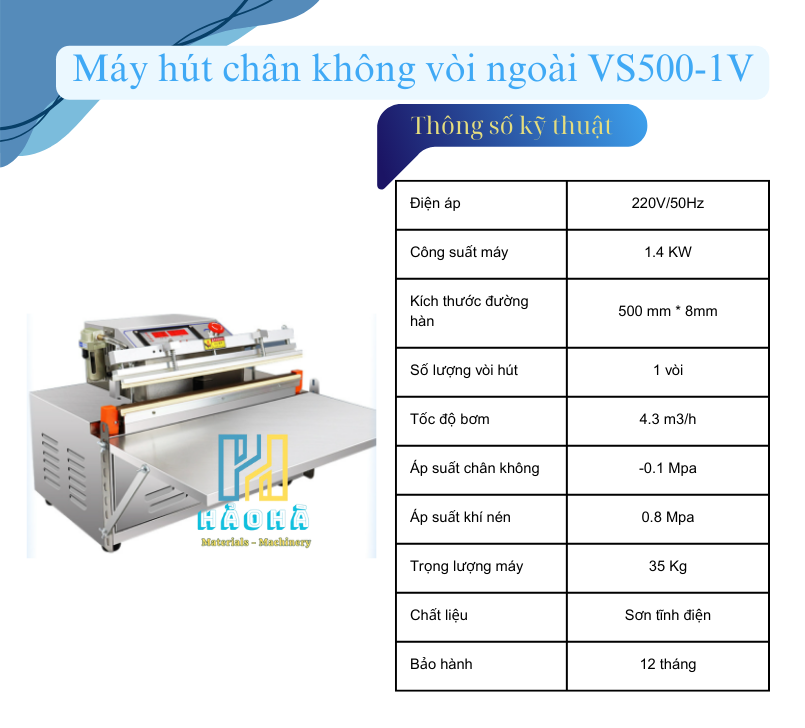 Máy hút chân không vòi ngoài VS500-1V
Thông số kỹ thuật
Điện áp 220V/50Hz
Công suất máy 1.4 KW
Kích thước đường
hàn 500 mm * 8mm
Số lượng vòi hút 1 vòi
Tốc độ bơm 4.3 m3/h
Áp suất chân không -0.1 Mpa
Áp suất khí nén 0.8 Mpa
Trọng lượng máy 35 Kg
Chất liệu Sơn tĩnh điện
Bảo hành 12 tháng
HÀOHÃ
Materials - Machinery